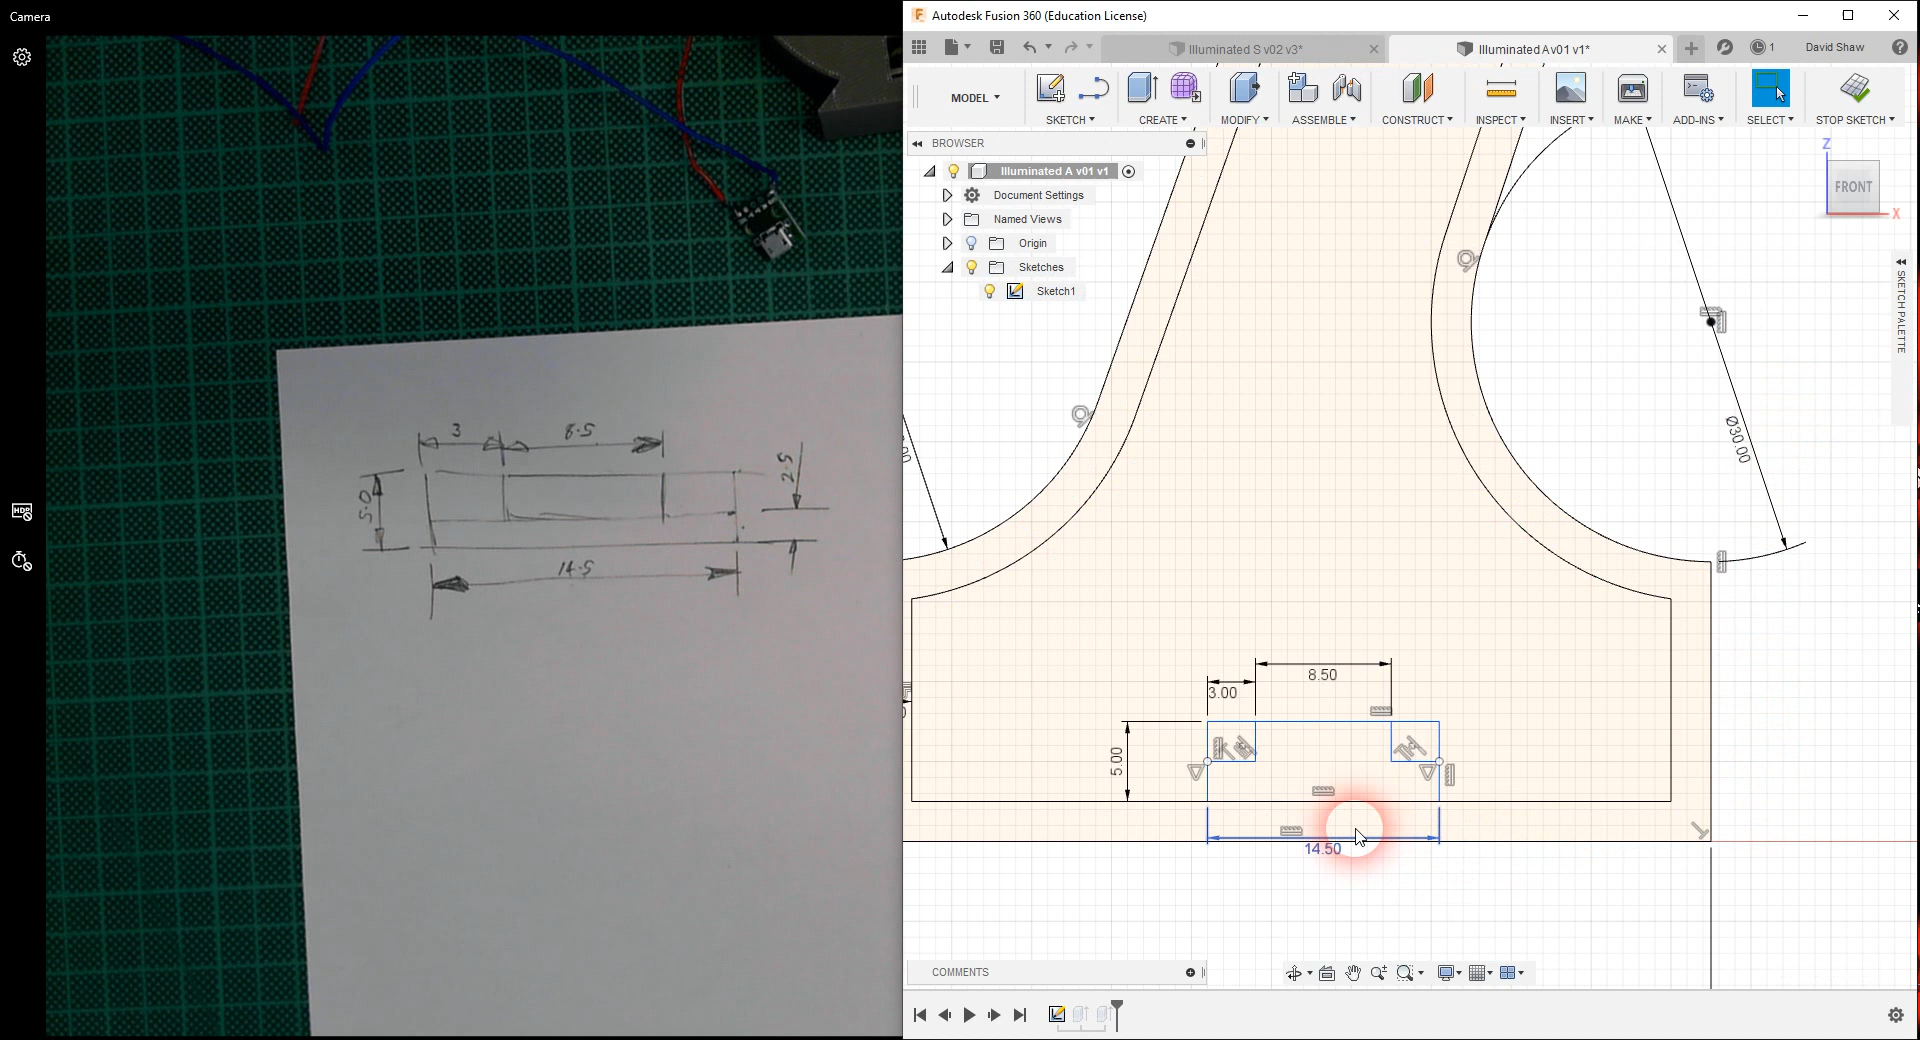 Camera
Autodesk Fusion 360 (Education License)
Illuminated S v02 v3*
Illuminated A v01 v1*
1
David Shaw
MODEL
SKETCH
CREATE
MODIFY
ASSEMBLE
CONSTRUCT
INSPECT
INSERT
MAKE
ADD-INS
SELECT
STOP SKETCH
BROWSER
Illuminated A v01 v1
Document Settings
Named Views
Origin
Sketches
Sketch1
Z
FRONT
X
SKETCH PALETTE
HDR
3
8.5
2.5
5.0
14.5
Ø30.00
8.50
3.00
5.00
14.50
COMMENTS